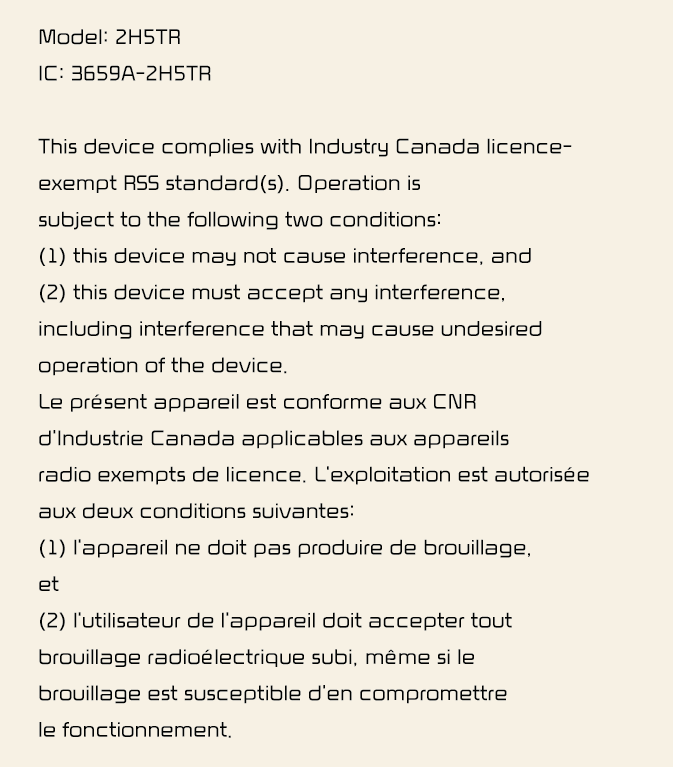 Model: 2H5TR
IC: 3659A-2H5TR
This device complies with Industry Canada licence-
exempt RSS standard(s). Operation is
subject to the following two conditions:
(1) this device may not cause interference, and
(2) this device must accept any interference,
including interference that may cause undesired
operation of the device.
Le présent appareil est conforme aux CNR
d'Industrie Canada applicables aux appareils
radio exempts de licence. L'exploitation est autorisée
aux deux conditions suivantes:
(1) l'appareil ne doit pas produire de brouillage,
et
(2) l'utilisateur de l'appareil doit accepter tout
brouillage radioélectrique subi, même si le
brouillage est susceptible d'en compromettre
le fonctionnement.